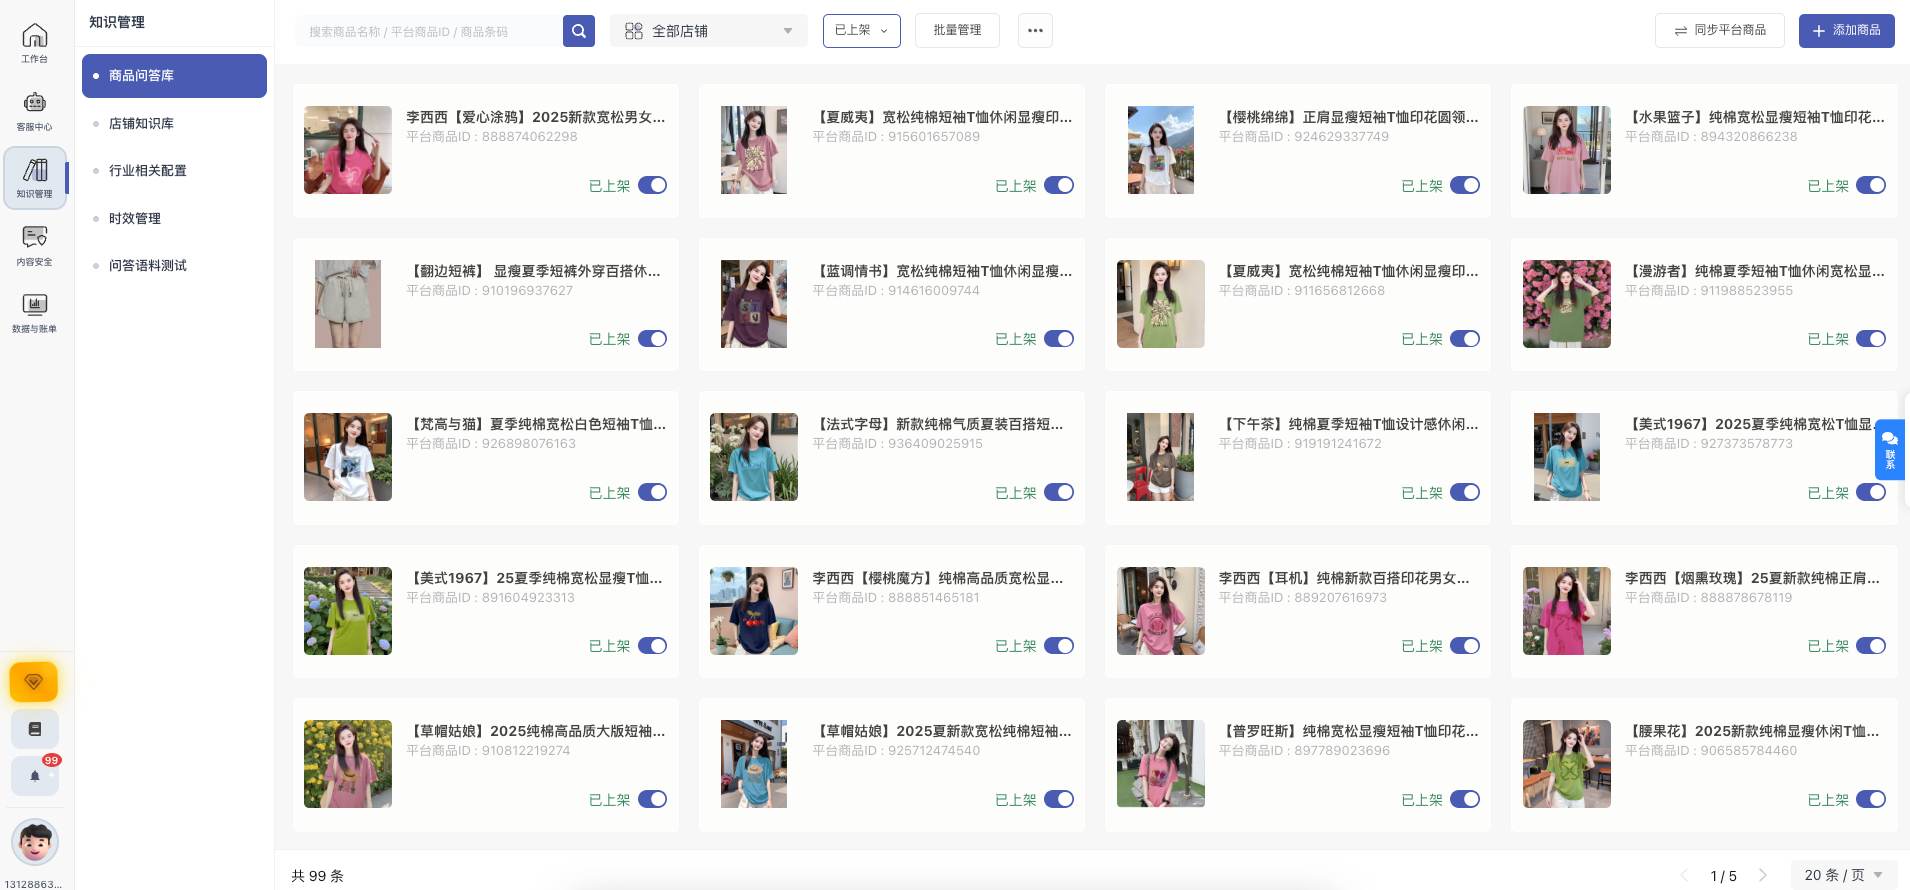 工作台
客服中心
知识管理
内容安全
数据与账单
99
13128863...
知识管理
商品问答库
店铺知识库
行业相关配置
时效管理
问答语料测试
搜索商品名称 / 平台商品ID / 商品条码
全部店铺
已上架
批量管理
同步平台商品
添加商品
李西西【爱心涂鸦】2025新款宽松男女...
平台商品ID : 888874062298
已上架
【夏威夷】宽松纯棉短袖T恤休闲显瘦印...
平台商品ID : 915601657089
已上架
【樱桃绵绵】正肩显瘦短袖T恤印花圆领...
平台商品ID : 924629337749
已上架
【水果篮子】纯棉宽松显瘦短袖T恤印花...
平台商品ID : 894320866238
已上架
【翻边短裤】 显瘦夏季短裤外穿百搭休...
平台商品ID : 910196937627
已上架
【蓝调情书】宽松纯棉短袖T恤休闲显瘦...
平台商品ID : 914616009744
已上架
【夏威夷】宽松纯棉短袖T恤休闲显瘦印...
平台商品ID : 911656812668
已上架
【漫游者】纯棉夏季短袖T恤休闲宽松显...
平台商品ID : 911988523955
已上架
【梵高与猫】夏季纯棉宽松白色短袖T恤...
平台商品ID : 926898076163
已上架
【法式字母】新款纯棉气质夏装百搭短...
平台商品ID : 936409025915
已上架
【下午茶】纯棉夏季短袖T恤设计感休闲...
平台商品ID : 919191241672
已上架
【美式1967】2025夏季纯棉宽松T恤显...
平台商品ID : 927373578773
已上架
联系
【美式1967】25夏季纯棉宽松显瘦T恤...
平台商品ID : 891604923313
已上架
李西西【樱桃魔方】纯棉高品质宽松显...
平台商品ID : 888851465181
已上架
李西西【耳机】纯棉新款百搭印花男女...
平台商品ID : 889207616973
已上架
李西西【烟熏玫瑰】25夏新款纯棉正肩...
平台商品ID : 888878678119
已上架
【草帽姑娘】2025纯棉高品质大版短袖...
平台商品ID : 910812219274
已上架
【草帽姑娘】2025夏新款宽松纯棉短袖...
平台商品ID : 925712474540
已上架
【普罗旺斯】纯棉宽松显瘦短袖T恤印花...
平台商品ID : 897789023696
已上架
【腰果花】2025新款纯棉显瘦休闲T恤...
平台商品ID : 906585784460
已上架
共 99 条
1 / 5
20 条 / 页